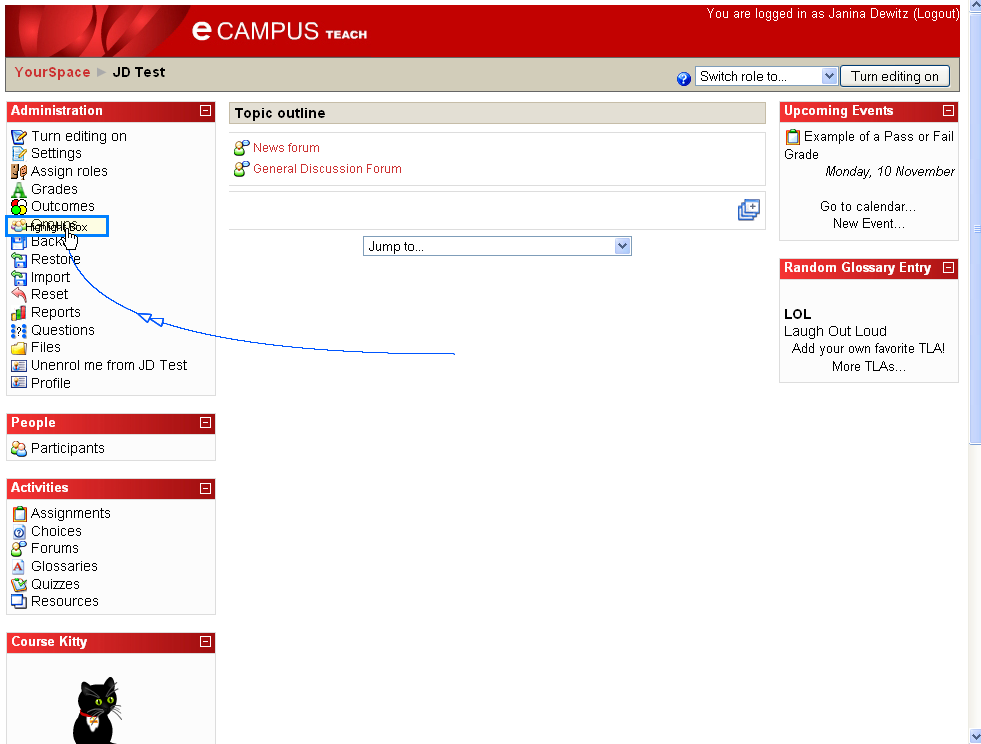 You are logged in as Janina Dewitz (Logout)
e CAMPUS TEACH
YourSpace ► JD Test
Switch role to...
Turn editing on
Administration
Turn editing on
Settings
Assign roles
Grades
Outcomes
Groups
Highlight Box
Restore
Import
Reset
Reports
Questions
Files
Unenrol me from JD Test
Profile
People
Participants
Activities
Assignments
Choices
Forums
Glossaries
Quizzes
Resources
Course Kitty
Topic outline
News forum
General Discussion Forum
Jump to...
Upcoming Events
Example of a Pass or Fail
Grade
Monday, 10 November
Go to calendar...
New Event...
Random Glossary Entry
LOL
Laugh Out Loud
Add your own favorite TLA!
More TLAs...